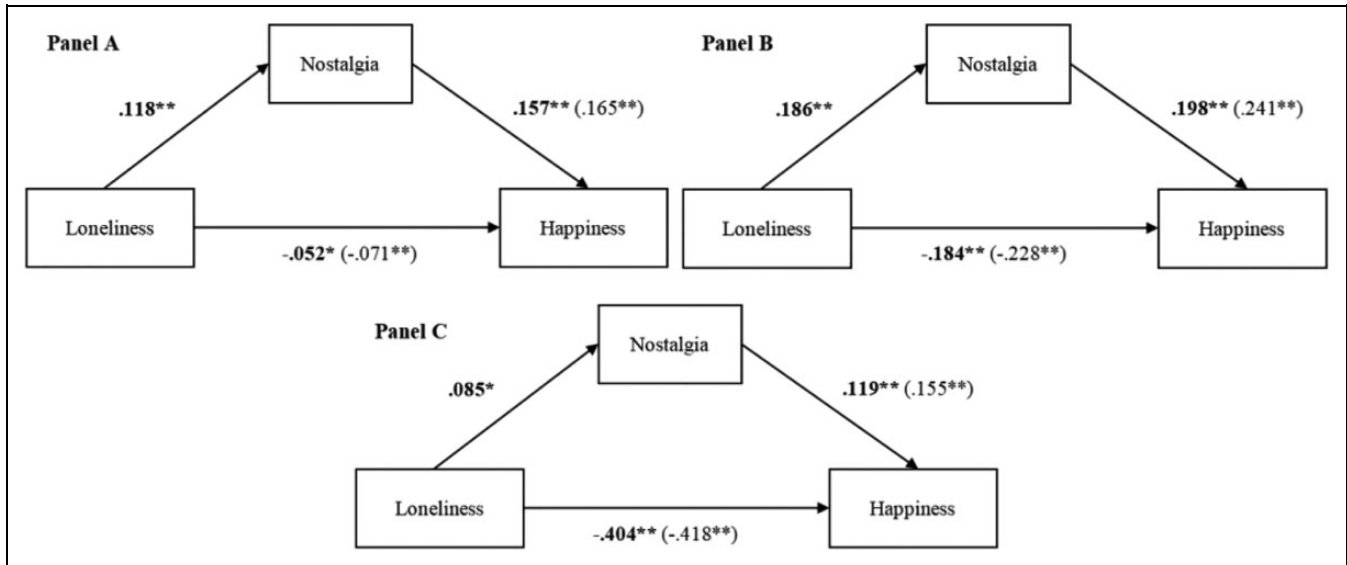 Panel A
Nostalgia
.118**
.157** (.165**)
Loneliness
Happiness
-.052* (-.071**)
Panel B
Nostalgia
.186**
.198** (.241**)
Loneliness
Happiness
-.184** (-.228**)
Panel C
Nostalgia
.085*
.119** (.155**)
Loneliness
Happiness
-.404** (-.418**)